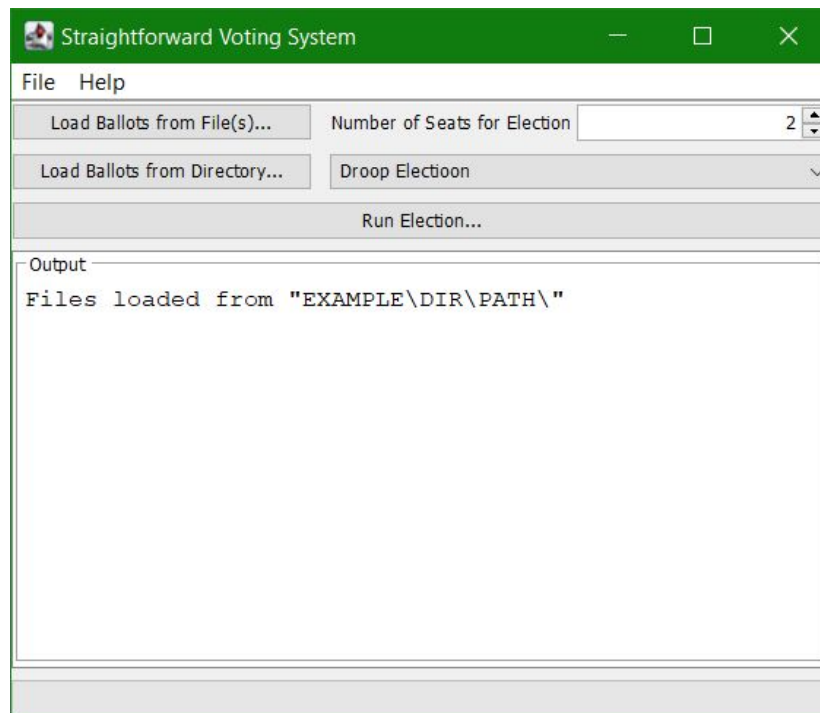 Straightforward Voting System
File Help
Load Ballots from File(s)... Number of Seats for Election 2
Load Ballots from Directory... Droop Electioon
Run Election...
Output
Files loaded from "EXAMPLE\DIR\PATH\"